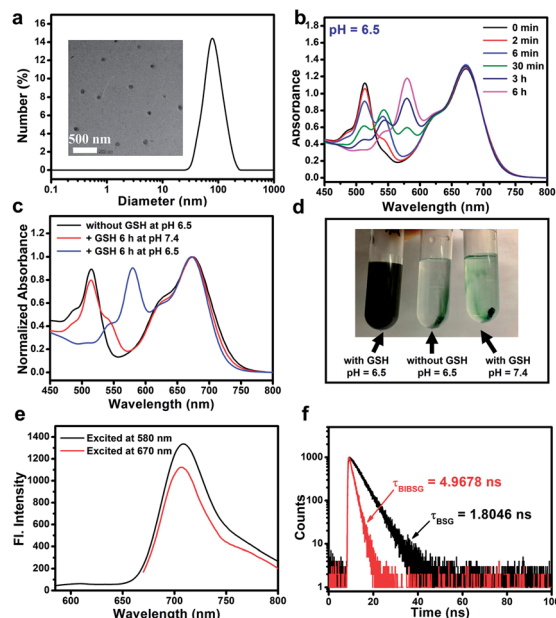 a
Number (%)
14
12
10
8
6
4
2
0
500 nm
0.1
1
10
100
1000
Diameter (nm)
b
pH = 6.5
0 min
2 min
6 min
30 min
3 h
6 h
Absorbance
1.8
1.6
1.4
1.2
1.0
0.8
0.6
0.4
0.2
0.0
450 500 550 600 650 700 750 800
Wavelength (nm)
c
without GSH at pH 6.5
+ GSH 6 h at pH 7.4
+ GSH 6 h at pH 6.5
Normalized Absorbance
1.2
1.0
0.8
0.6
0.4
0.2
0.0
450 500 550 600 650 700 750 800
Wavelength (nm)
d
with GSH
pH = 6.5
without GSH
pH = 6.5
with GSH
pH = 7.4
e
Excited at 580 nm
Excited at 670 nm
Fl. Intensity
1400
1200
1000
800
600
400
200
0
600 650 700 750 800
Wavelength (nm)
f
τBIBSG = 4.9678 ns
τBSG = 1.8046 ns
Counts
1000
100
10
1
0 20 40 60 80 100
Time (ns)